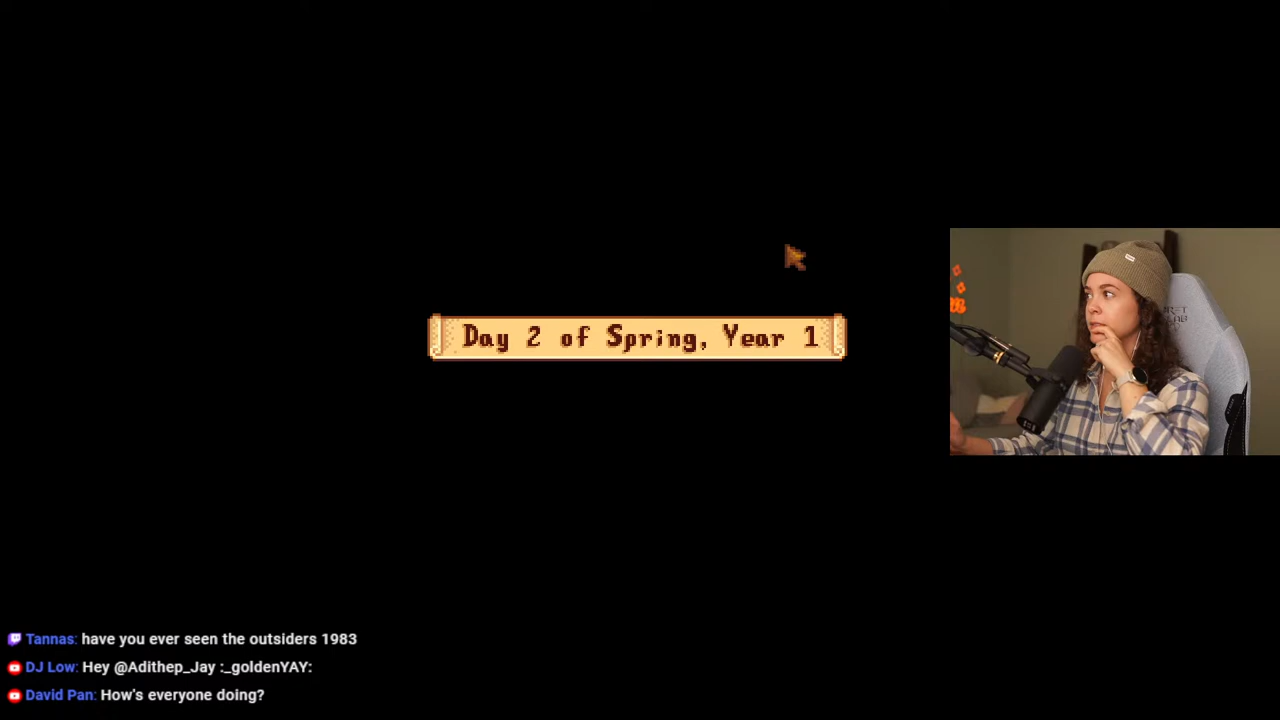 Day 2 of Spring, Year 1
Tannas: have you ever seen the outsiders 1983
DJ Low: Hey @Adithep_Jay :_goldenYAY:
David Pan: How's everyone doing?